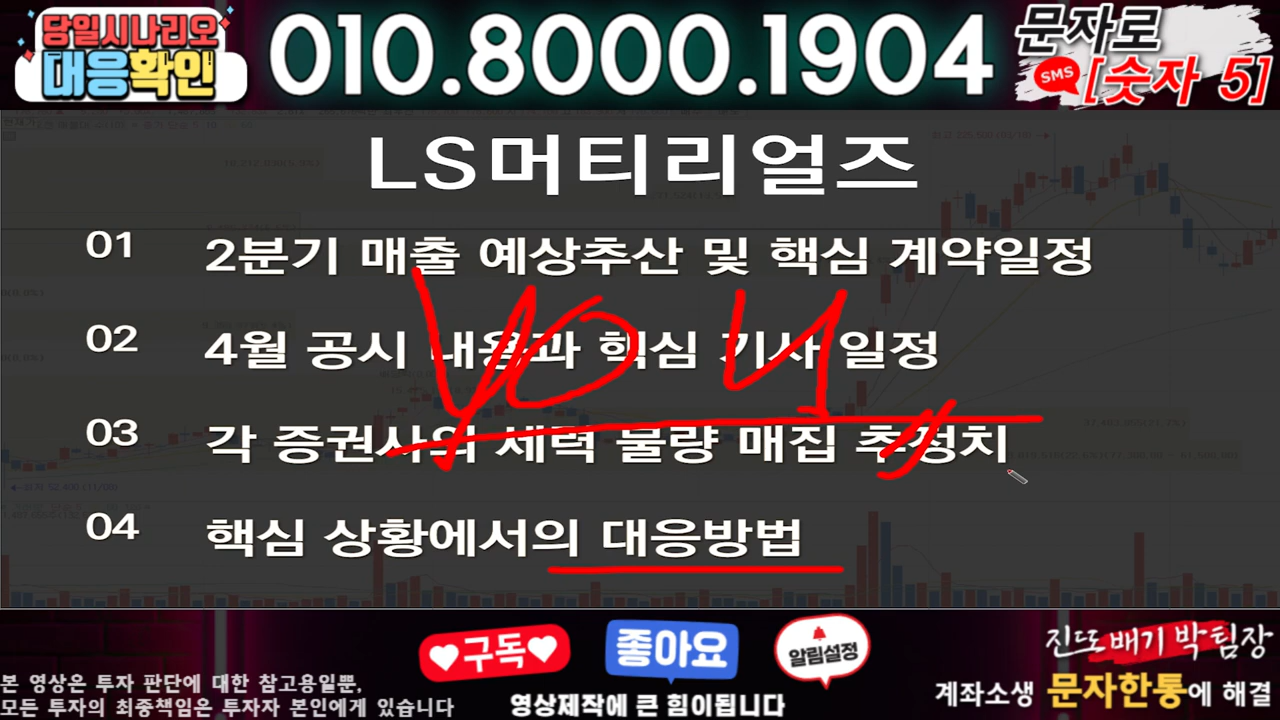 당일시나리오
대응확인
010.8000.1904
문자로
SMS
[숫자 5]
LS머티리얼즈
01 2분기 매출 예상추산 및 핵심 계약일정
02 4월 공시 내용과 핵심 기사 일정
03 각 증권사의 세력 물량 매집 추정치
04 핵심 상황에서의 대응방법
구독
좋아요
알림설정
영상제작에 큰 힘이됩니다
본 영상은 투자 판단에 대한 참고용일뿐,
모든 투자의 최종책임은 투자자 본인에게 있습니다
진또배기 박팀장
계좌소생 문자한통에 해결